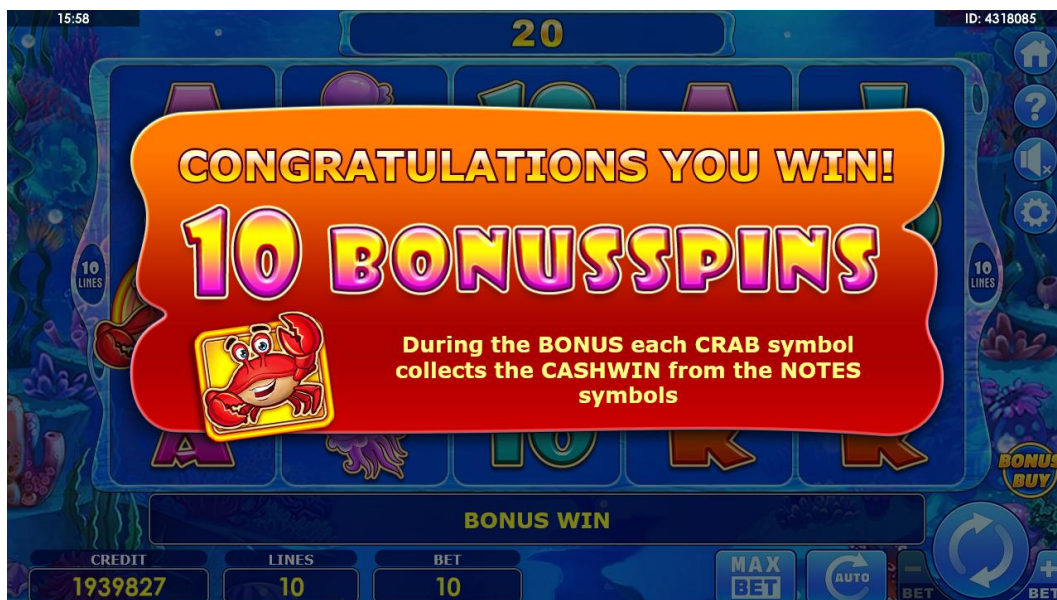 15:58
ID: 4318085
20
CONGRATULATIONS YOU WIN!
10 BONUSSPINS
During the BONUS each CRAB symbol
collects the CASHWIN from the NOTES
symbols
10
LINES
10
LINES
A
10
K
K
BONUS
BUY
BONUS WIN
CREDIT
LINES
BET
1939827
10
10
MAX
BET
AUTO
BET
BET